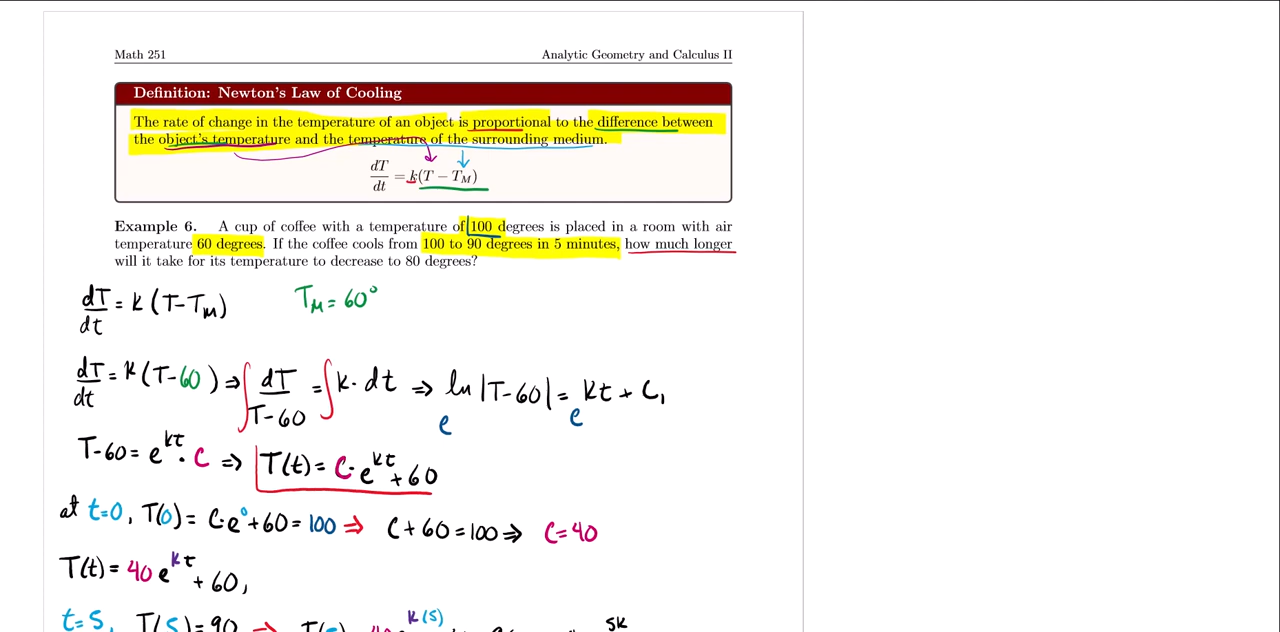 Math 251 Analytic Geometry and Calculus II
Definition: Newton's Law of Cooling
The rate of change in the temperature of an object is proportional to the difference between
the object's temperature and the temperature of the surrounding medium.
dT/dt = k(T − T_M)
Example 6. A cup of coffee with a temperature of 100 degrees is placed in a room with air
temperature 60 degrees. If the coffee cools from 100 to 90 degrees in 5 minutes, how much longer
will it take for its temperature to decrease to 80 degrees?
dT/dt = k(T-T_M) T_M = 60°
dT/dt = k(T-60) ⇒ ∫ dT/T-60 = ∫ k · dt ⇒ ln|T-60| = kt + C₁
e e
T-60 = e^kt · C ⇒ T(t) = C · e^kt + 60
at t=0, T(0) = C·e⁰ + 60 = 100 ⇒ C + 60 = 100 ⇒ C = 40
T(t) = 40 e^kt + 60,
t=5, T(5) = 90 ⇒ k(5) 5k